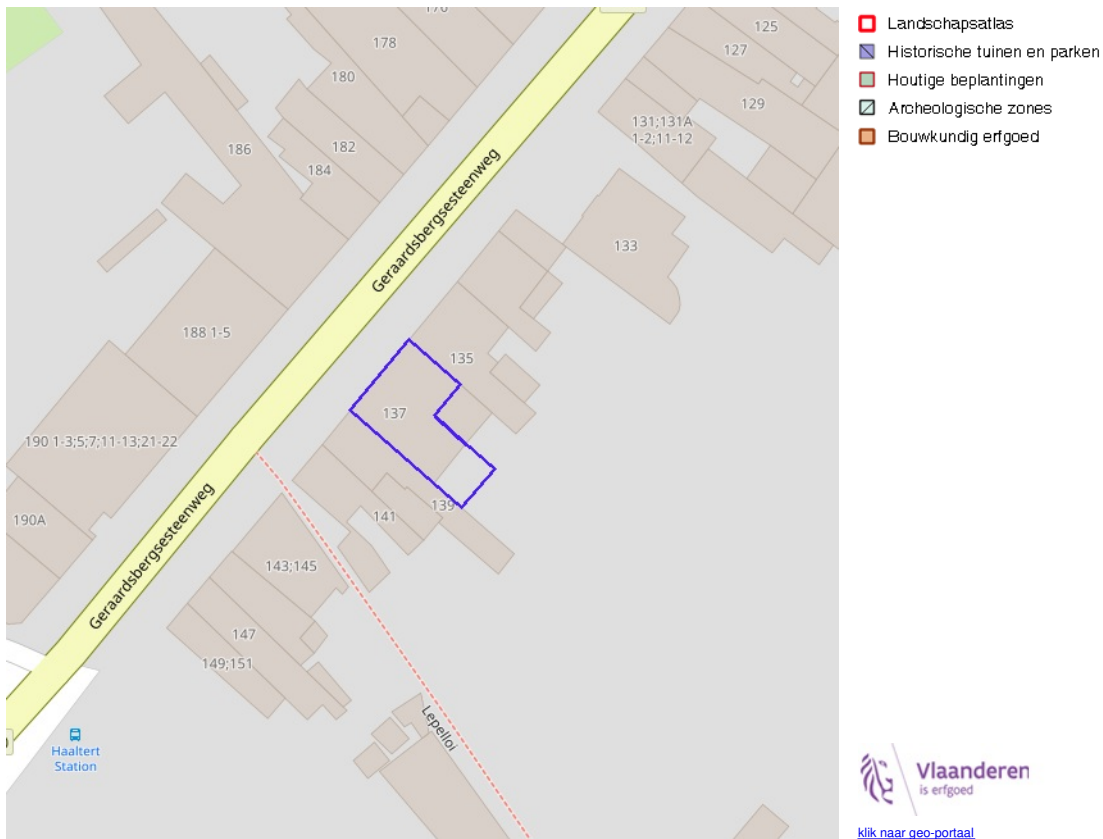 176
178
180
182
184
186
125
127
129
131;131A
1-2;11-12
133
Geraardsbergsesteenweg
188 1-5
135
137
190 1-3;5;7;11-13;21-22
190A
139
141
143;145
Geraardsbergsesteenweg
147
149;151
Lepelloi
Haaltert
Station
Landschapsatlas
Historische tuinen en parken
Houtige beplantingen
Archeologische zones
Bouwkundig erfgoed
Vlaanderen
is erfgoed
klik naar geo-portaal